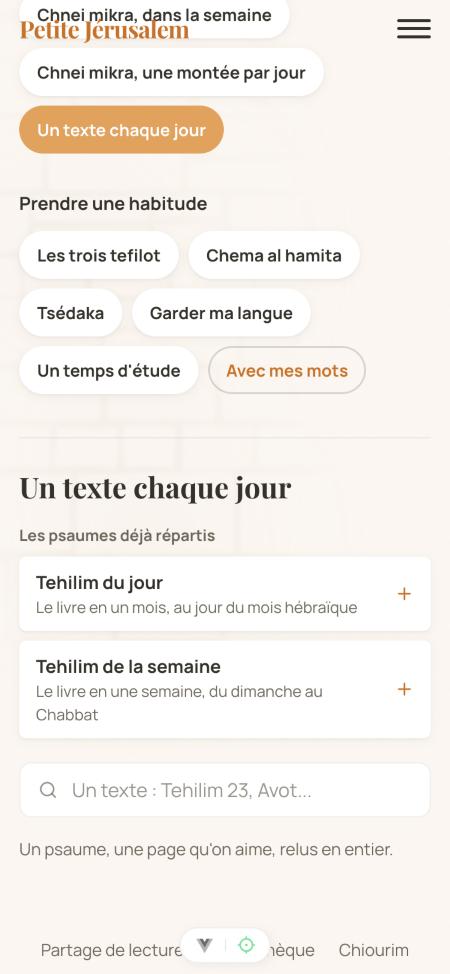 Chnei mikra, dans la semaine
Petite Jérusalem
Chnei mikra, une montée par jour
Un texte chaque jour
Prendre une habitude
Les trois tefilot
Chema al hamita
Tsédaka
Garder ma langue
Un temps d'étude
Avec mes mots
Un texte chaque jour
Les psaumes déjà répartis
Tehilim du jour
Le livre en un mois, au jour du mois hébraïque
Tehilim de la semaine
Le livre en une semaine, du dimanche au
Chabbat
Un texte : Tehilim 23, Avot...
Un psaume, une page qu'on aime, relus en entier.
Partage de lecture
Chiourim